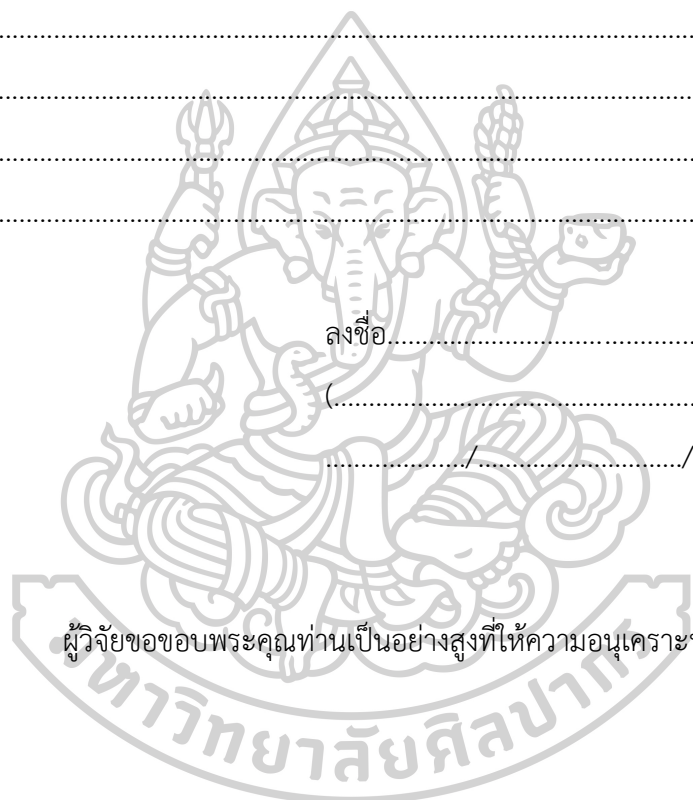 ................................................................................
................................................................................
................................................................................
................................................................................
ลงชื่อ..........................................................
(....................................................................
......................./................................../
ผู้วิจัยขอขอบพระคุณท่านเป็นอย่างสูงที่ให้ความอนุเคราะ
มหาวิทยาลัยศิลปากร